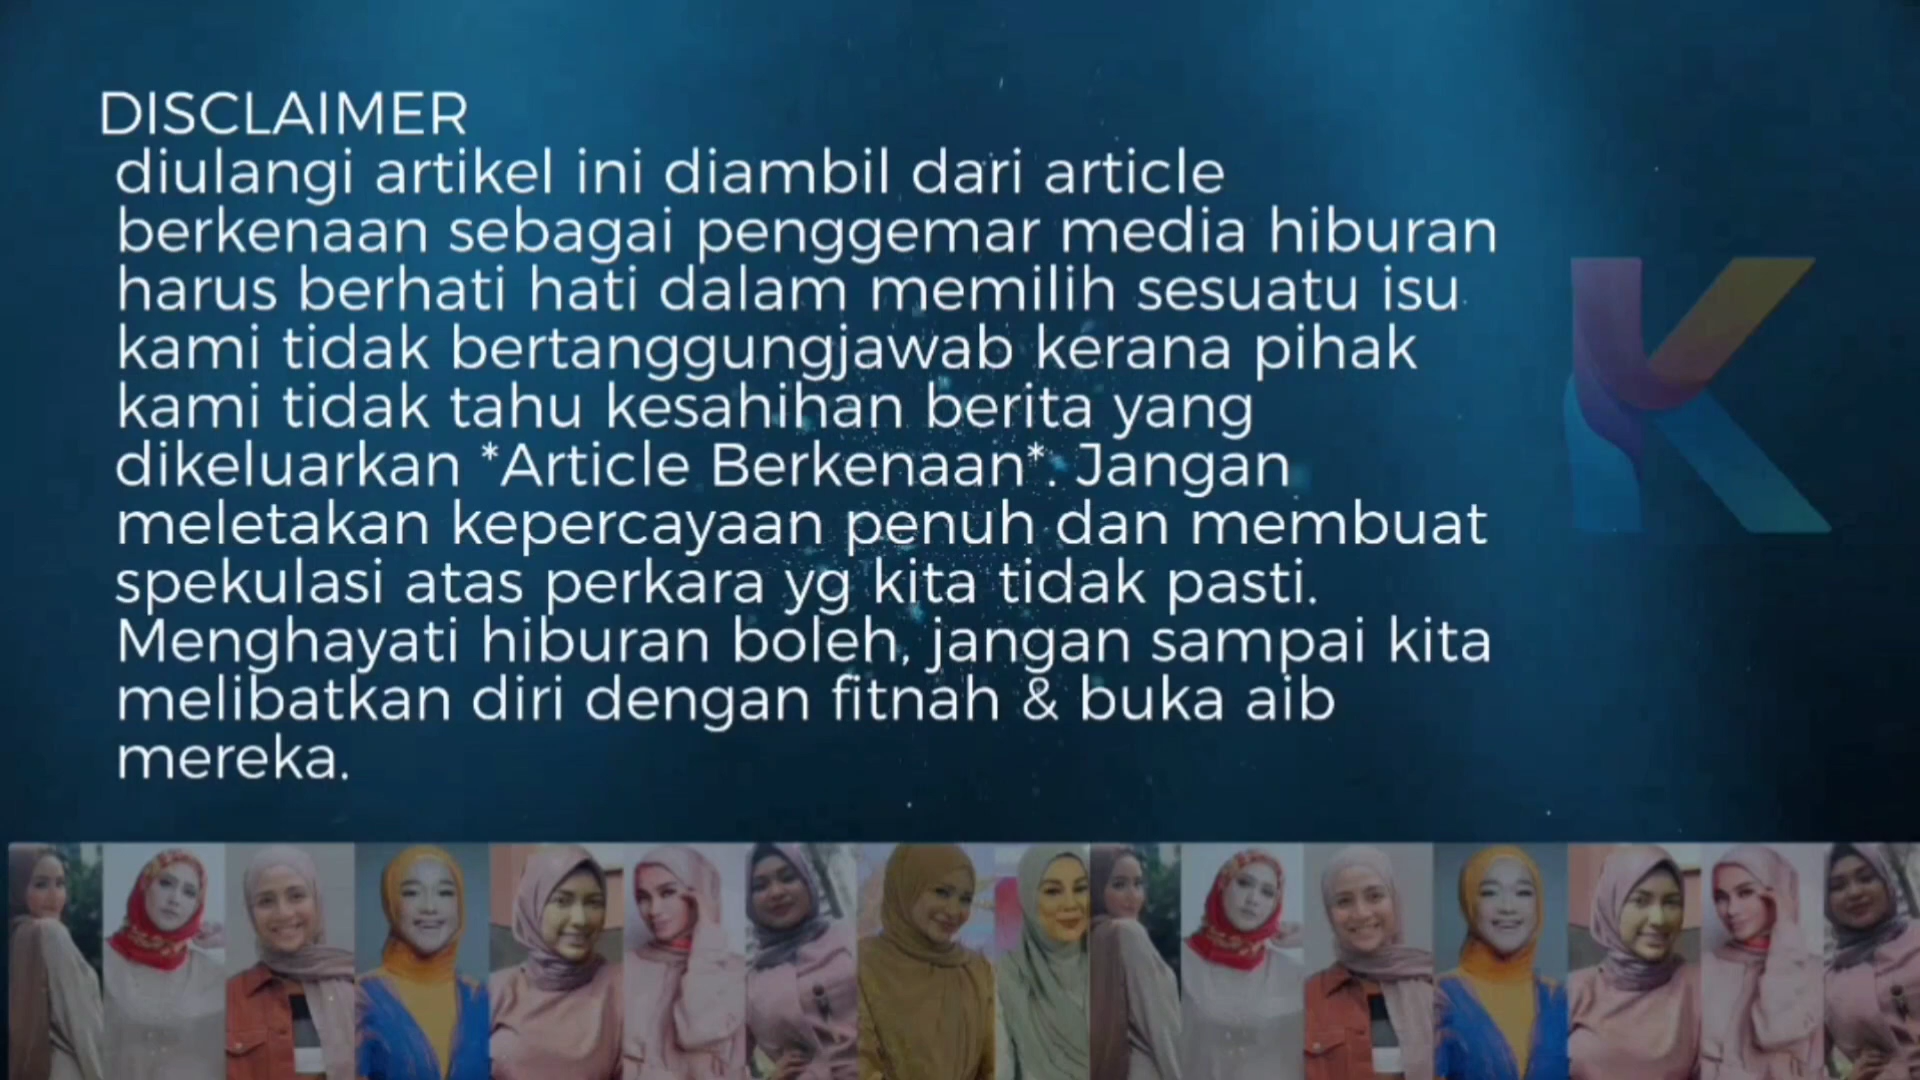 DISCLAIMER
diulangi artikel ini diambil dari article
berkenaan sebagai penggemar media hiburan
harus berhati hati dalam memilih sesuatu isu
kami tidak bertanggungjawab kerana pihak
kami tidak tahu kesahihan berita yang
dikeluarkan *Article Berkenaan*. Jangan
meletakan kepercayaan penuh dan membuat
spekulasi atas perkara yg kita tidak pasti.
Menghayati hiburan boleh, jangan sampai kita
melibatkan diri dengan fitnah & buka aib
mereka.
K